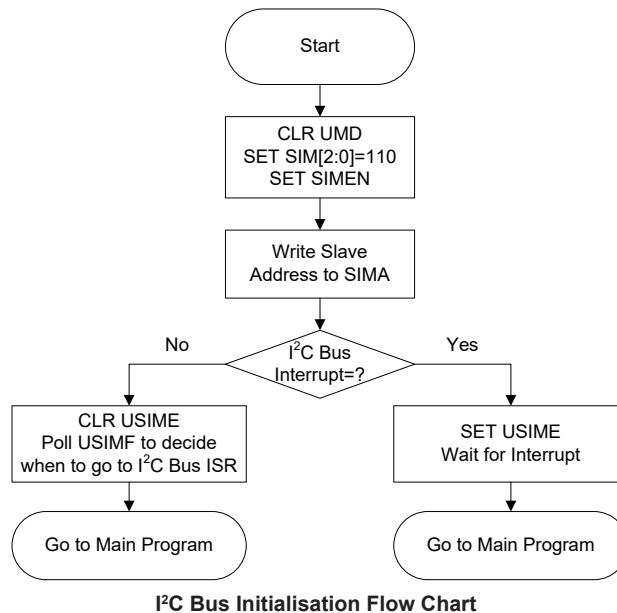 Start
CLR UMD
SET SIM[2:0]=110
SET SIMEN
Write Slave
Address to SIMA
I²C Bus
Interrupt=?
No
Yes
CLR USIME
Poll USIMF to decide
when to go to I²C Bus ISR
SET USIME
Wait for Interrupt
Go to Main Program
Go to Main Program
I²C Bus Initialisation Flow Chart